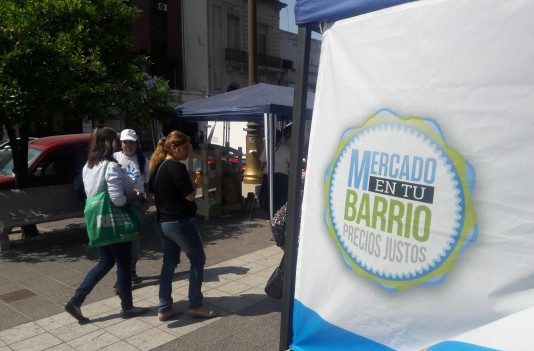 MERCADO
EN TU
BARRIO
PRECIOS JUSTOS